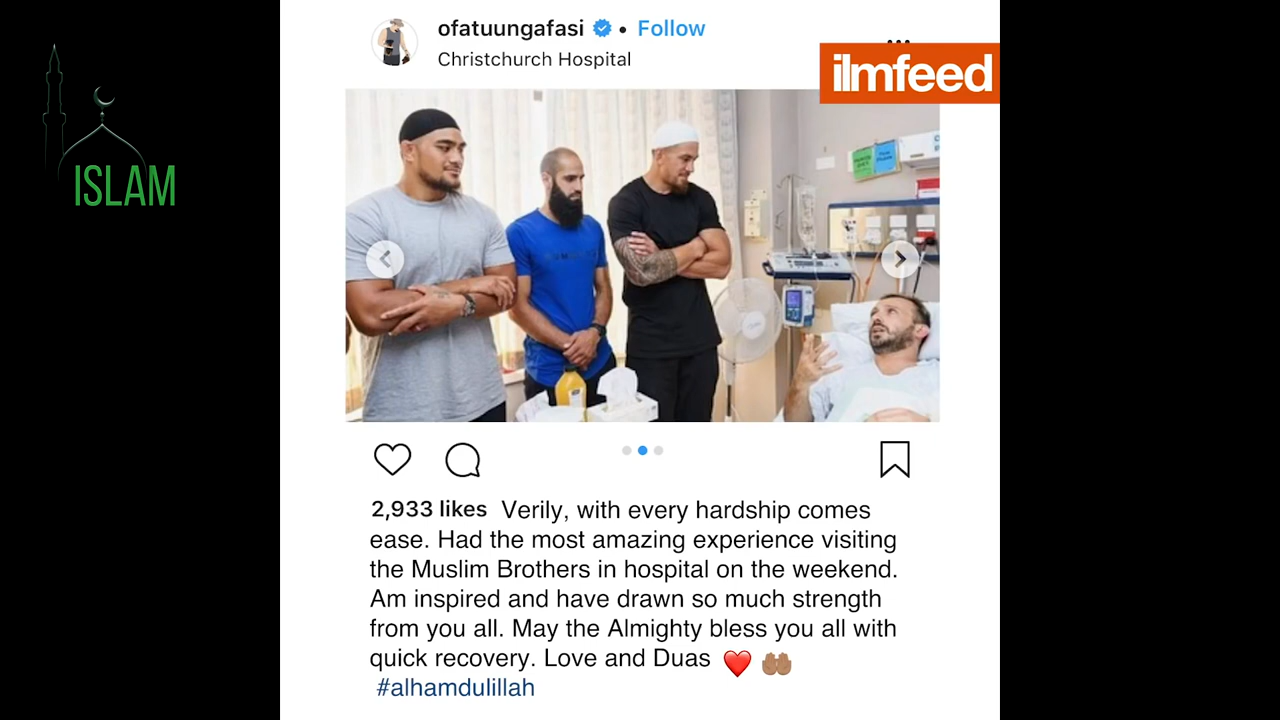 ofatuungafasi • Follow
Christchurch Hospital
ilmfeed
ISLAM
2,933 likes Verily, with every hardship comes
ease. Had the most amazing experience visiting
the Muslim Brothers in hospital on the weekend.
Am inspired and have drawn so much strength
from you all. May the Almighty bless you all with
quick recovery. Love and Duas ❤️ 🤲🏽
#alhamdulillah